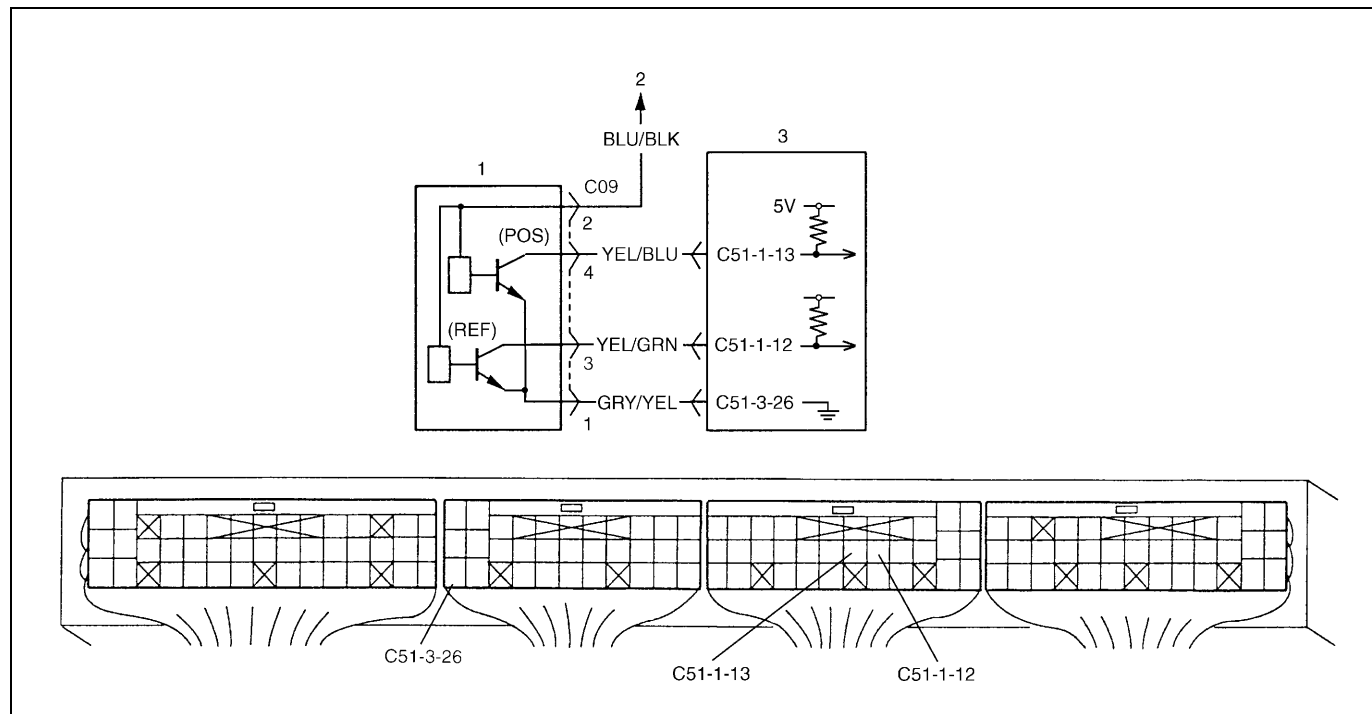 2
BLU/BLK
3
1
C09
5V
2
(POS)
YEL/BLU
C51-1-13
4
(REF)
YEL/GRN
C51-1-12
3
GRY/YEL
C51-3-26
1
C51-3-26
C51-1-13
C51-1-12